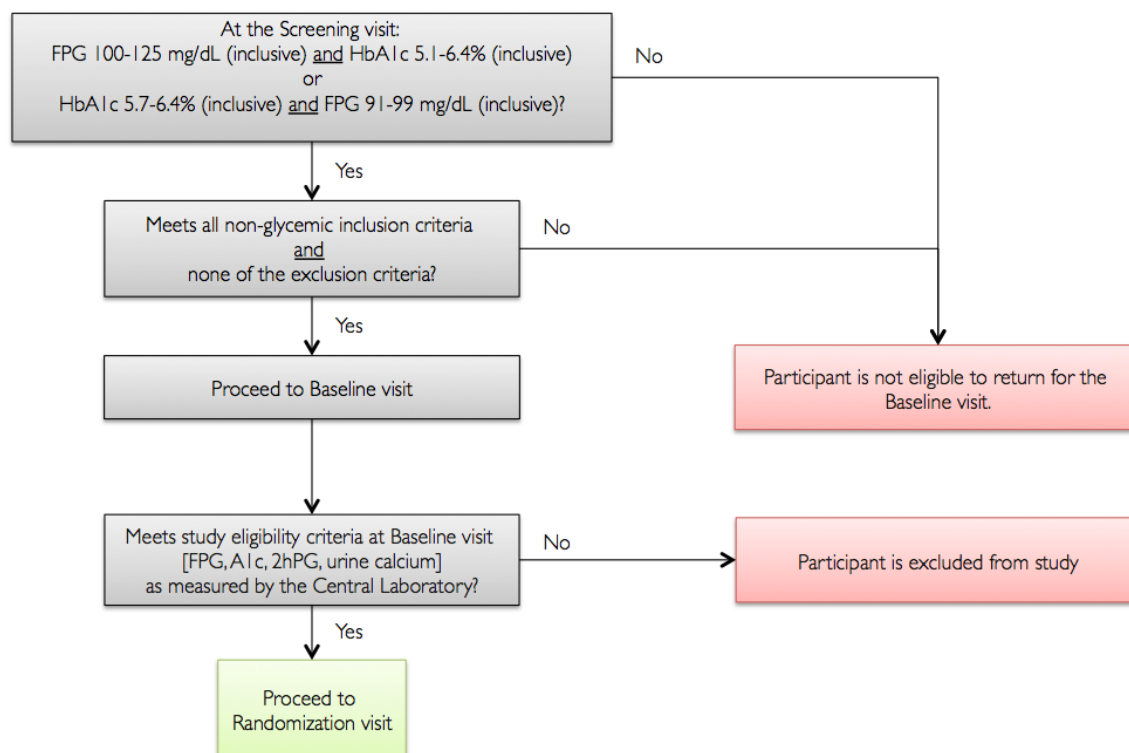 At the Screening visit:
FPG 100-125 mg/dL (inclusive) and HbA1c 5.1-6.4% (inclusive)
or
HbA1c 5.7-6.4% (inclusive) and FPG 91-99 mg/dL (inclusive)?
No
Yes
Meets all non-glycemic inclusion criteria
and
none of the exclusion criteria?
No
Yes
Proceed to Baseline visit
Participant is not eligible to return for the
Baseline visit.
Meets study eligibility criteria at Baseline visit
[FPG, A1c, 2hPG, urine calcium]
as measured by the Central Laboratory?
No
Participant is excluded from study
Yes
Proceed to
Randomization visit